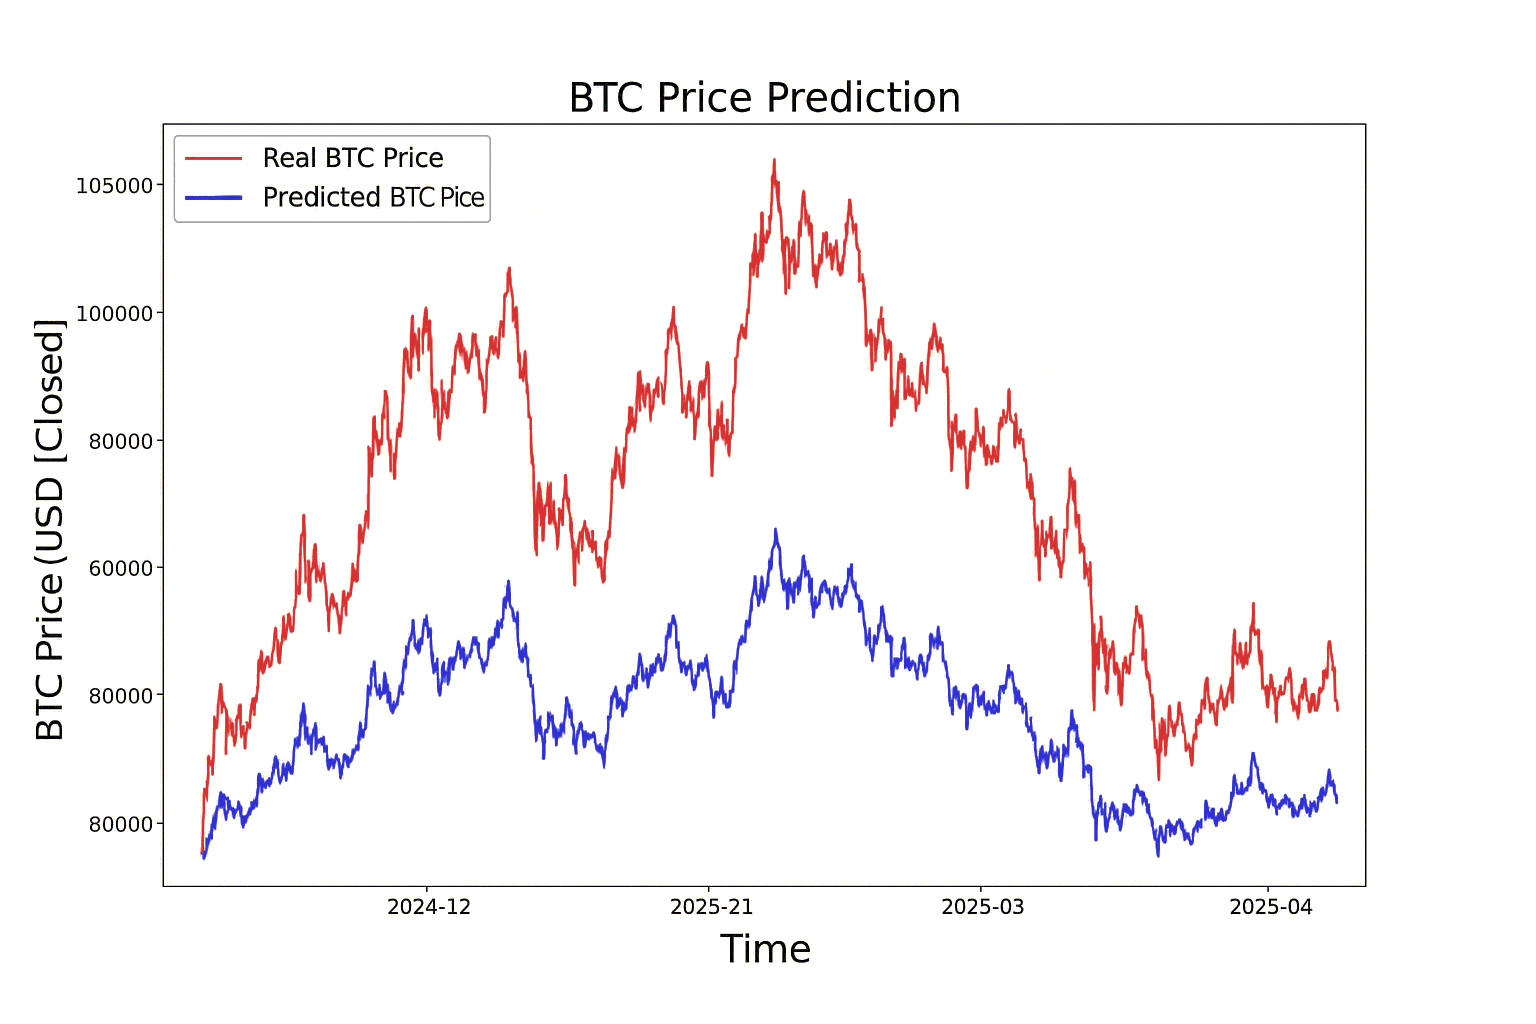 BTC Price Prediction
Real BTC Price
Predicted BTC Pice
BTC Price (USD [Closed]
105000
100000
80000
60000
80000
80000
2024-12
2025-21
2025-03
2025-04
Time